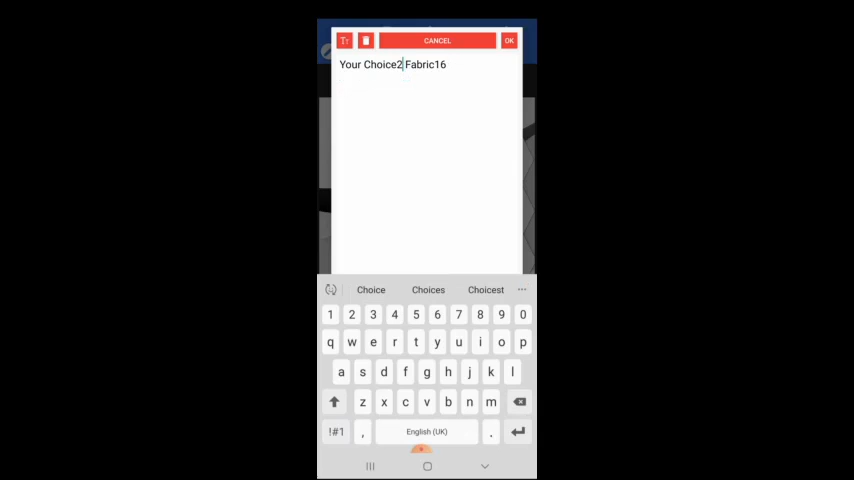 Tт CANCEL OK
Your Choice2 Fabric16
Choice Choices Choicest ...
1 2 3 4 5 6 7 8 9 0
q w e r t y u i o p
a s d f g h j k l
z x c v b n m
!#1 , English (UK) .